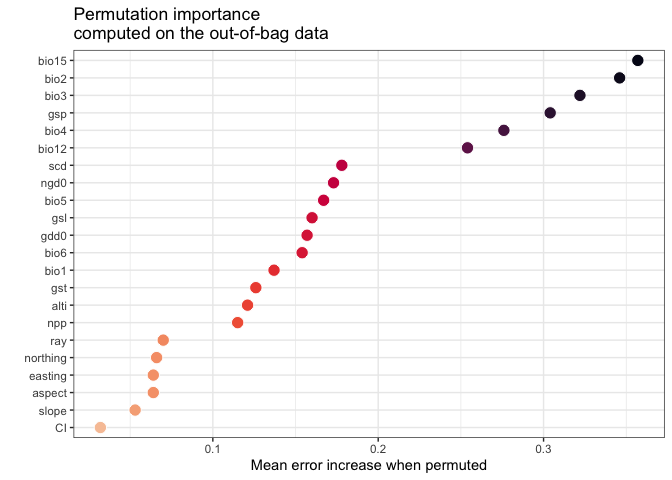 Permutation importance
computed on the out-of-bag data
bio15
bio2
bio3
gsp
bio4
bio12
scd
ngd0
bio5
gsl
gdd0
bio6
bio1
gst
alti
npp
ray
northing
easting
aspect
slope
CI
0.1 0.2 0.3
Mean error increase when permuted